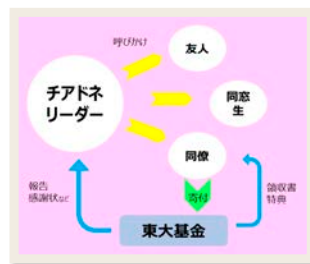 呼びかけ
友人
チアドネ
リーダー
同窓
生
同僚
報告
感謝状など
寄付
領収書
特典
東大基金